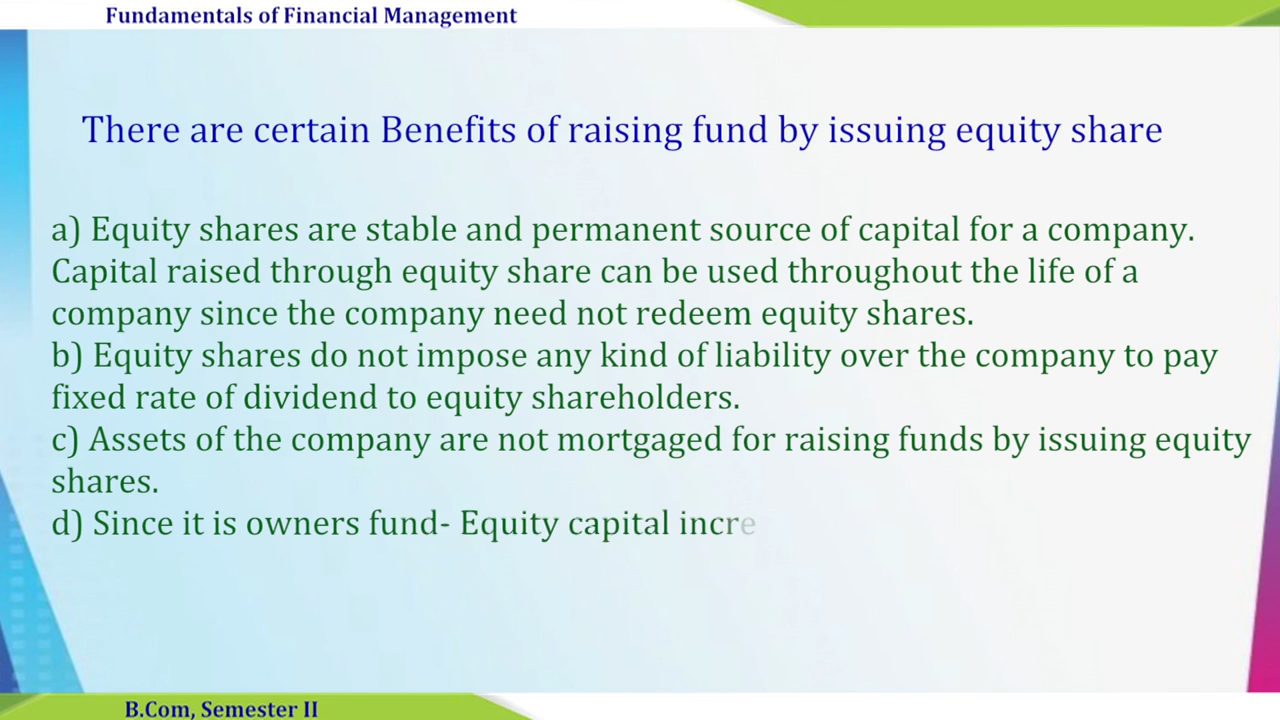 Fundamentals of Financial Management
There are certain Benefits of raising fund by issuing equity share
a) Equity shares are stable and permanent source of capital for a company.
Capital raised through equity share can be used throughout the life of a
company since the company need not redeem equity shares.
b) Equity shares do not impose any kind of liability over the company to pay
fixed rate of dividend to equity shareholders.
c) Assets of the company are not mortgaged for raising funds by issuing equity
shares.
d) Since it is owners fund- Equity capital incre
B.Com, Semester II